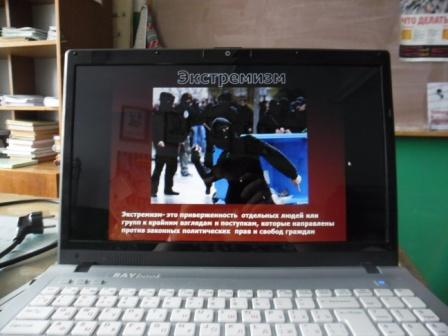 ЧТО ДЕЛАТЬ
Экстремизм
Экстремизм- это приверженность отдельных людей или
групп к крайним взглядам и поступкам, которые направлены
против законных политических прав и свобод граждан
RAYbook